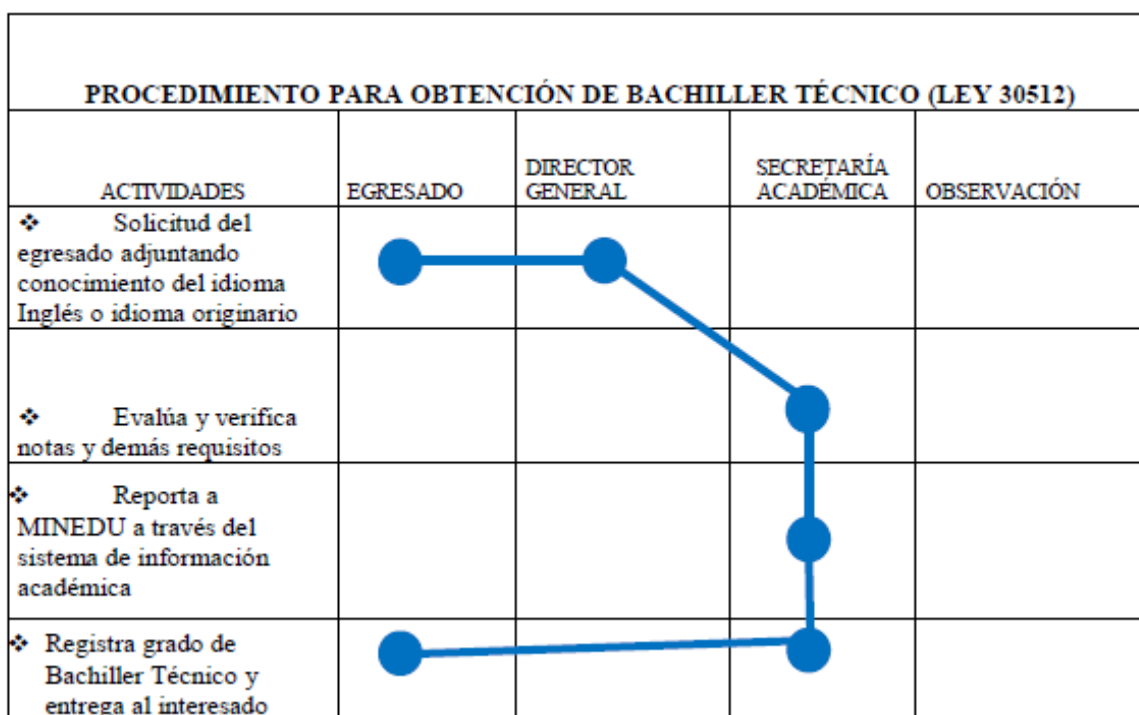 PROCEDIMIENTO PARA OBTENCIÓN DE BACHILLER TÉCNICO (LEY 30512)
ACTIVIDADES
EGRESADO
DIRECTOR
GENERAL
SECRETARÍA
ACADÉMICA
OBSERVACIÓN
❖ Solicitud del
egresado adjuntando
conocimiento del idioma
Inglés o idioma originario
❖ Evalúa y verifica
notas y demás requisitos
❖ Reporta a
MINEDU a través del
sistema de información
académica
❖ Registra grado de
Bachiller Técnico y
entrega al interesado